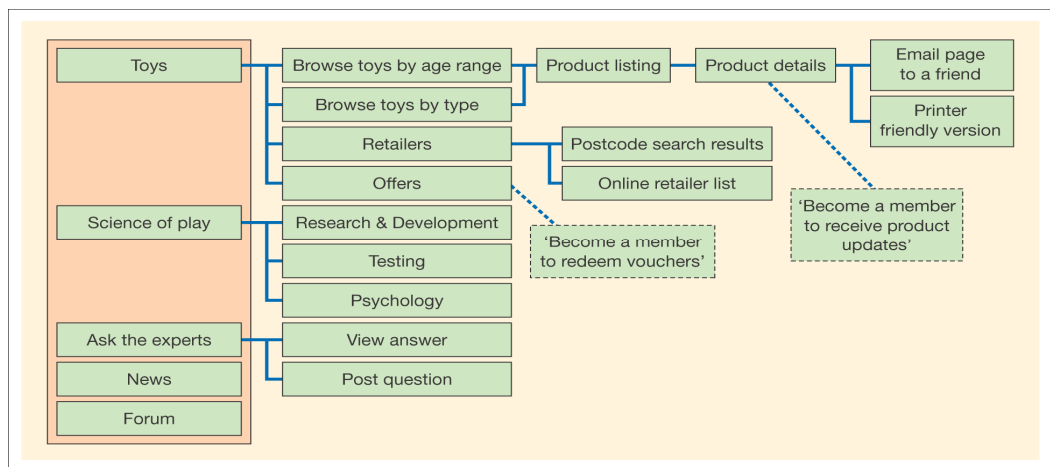 Toys
Browse toys by age range
Product listing
Product details
Email page
to a friend
Browse toys by type
Printer
friendly version
Retailers
Postcode search results
Offers
Online retailer list
Science of play
Research & Development
'Become a member
to redeem vouchers'
'Become a member
to receive product
updates'
Testing
Psychology
Ask the experts
View answer
News
Post question
Forum